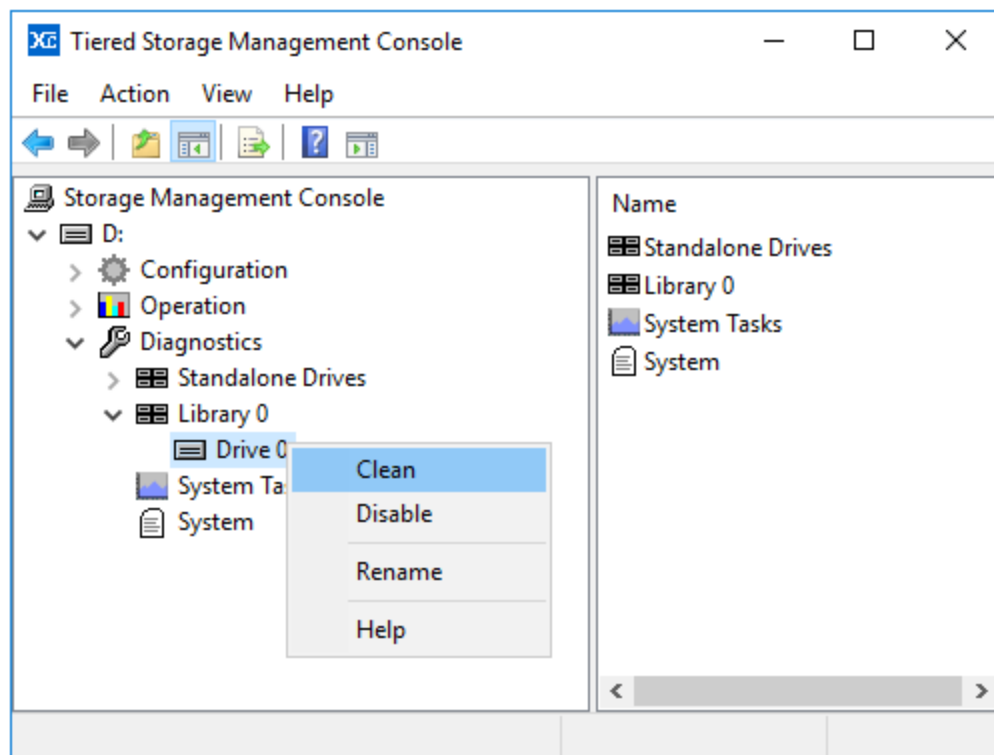 Tiered Storage Management Console
File Action View Help
Storage Management Console
D:
Configuration
Operation
Diagnostics
Standalone Drives
Library 0
Drive 0
System Ta
System
Clean
Disable
Rename
Help
Name
Standalone Drives
Library 0
System Tasks
System